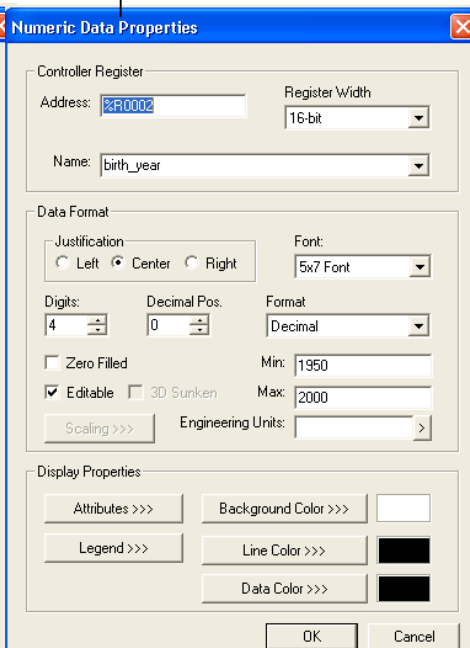 Numeric Data Properties
Controller Register
Address: %R0002
Register Width
16-bit
Name: birth_year
Data Format
Justification
Left Center Right
Font:
5x7 Font
Digits: Decimal Pos. Format
4 0 Decimal
Zero Filled Min: 1950
Editable 3D Sunken Max: 2000
Scaling >>> Engineering Units: >
Display Properties
Attributes >>> Background Color >>>
Legend >>> Line Color >>>
Data Color >>>
OK Cancel